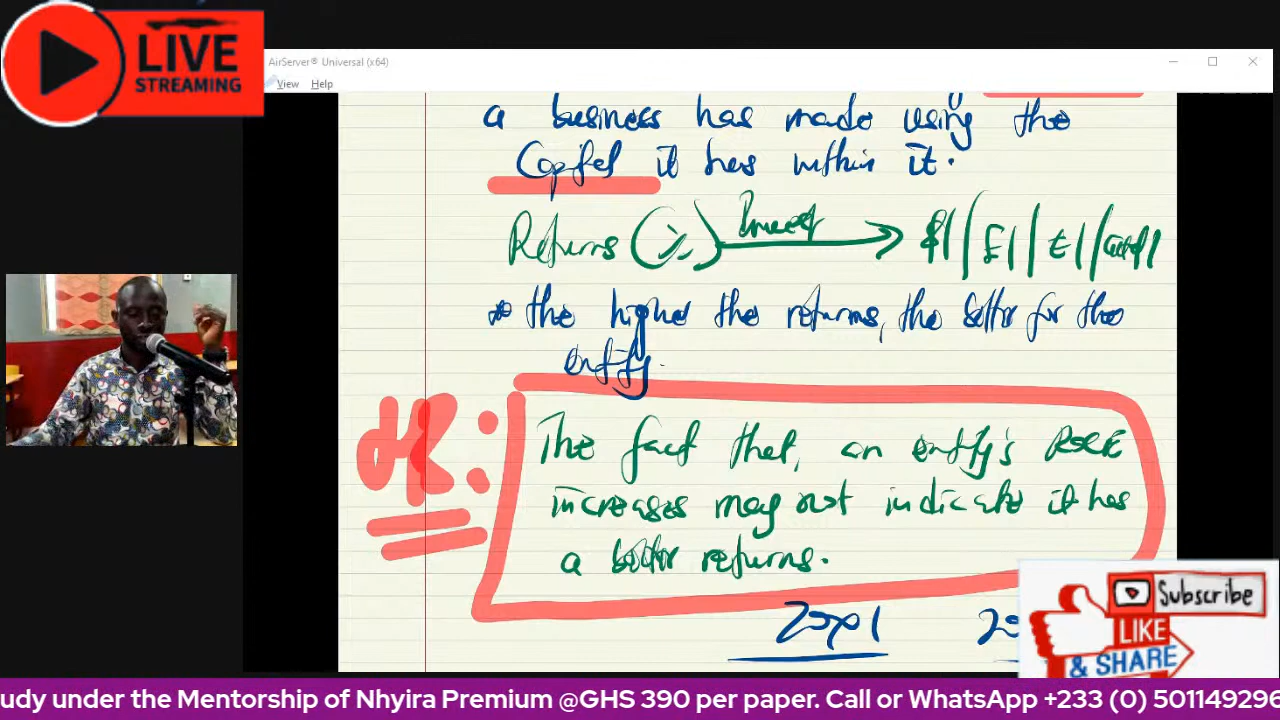 LIVE
STREAMING
AirServer® Universal (x64)
View Help
a business has made using the
Capital it has within it.
Returns (%) Invest $1 / £1 / ₵1 /
* the higher the returns, the better for the
entity.
The fact that, an entity's ROCE
increases may not indicate it has
a better returns.
20x1 20
Subscribe
LIKE
& SHARE
udy under the Mentorship of Nhyira Premium @GHS 390 per paper. Call or WhatsApp +233 (0) 501149296